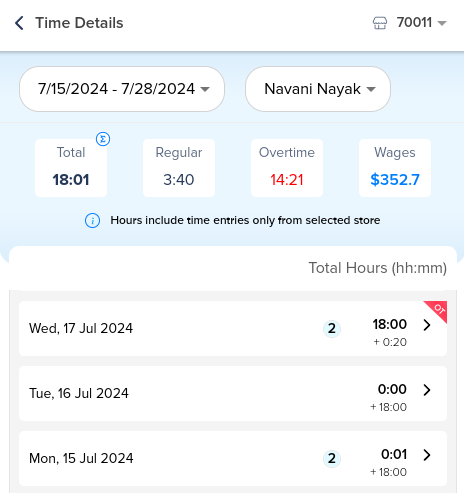 Time Details 70011
7/15/2024 - 7/28/2024 Navani Nayak
Σ
Total Regular Overtime Wages
18:01 3:40 14:21 $352.7
i Hours include time entries only from selected store
Total Hours (hh:mm)
OT
Wed, 17 Jul 2024 2 18:00
+ 0:20
Tue, 16 Jul 2024 0:00
+ 18:00
Mon, 15 Jul 2024 2 0:01
+ 18:00